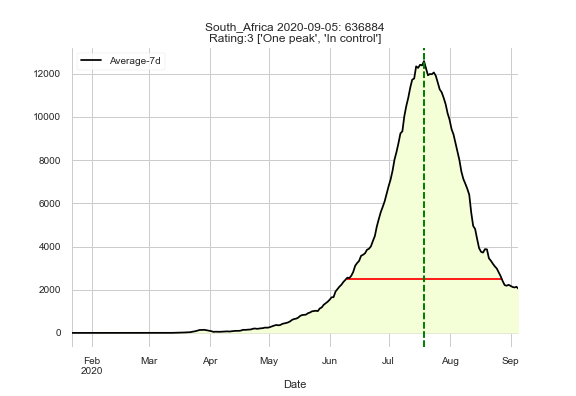 South_Africa 2020-09-05: 636884
Rating:3 ['One peak', 'In control']
Average-7d
12000
10000
8000
6000
4000
2000
0
Feb Mar Apr May Jun Jul Aug Sep
2020
Date